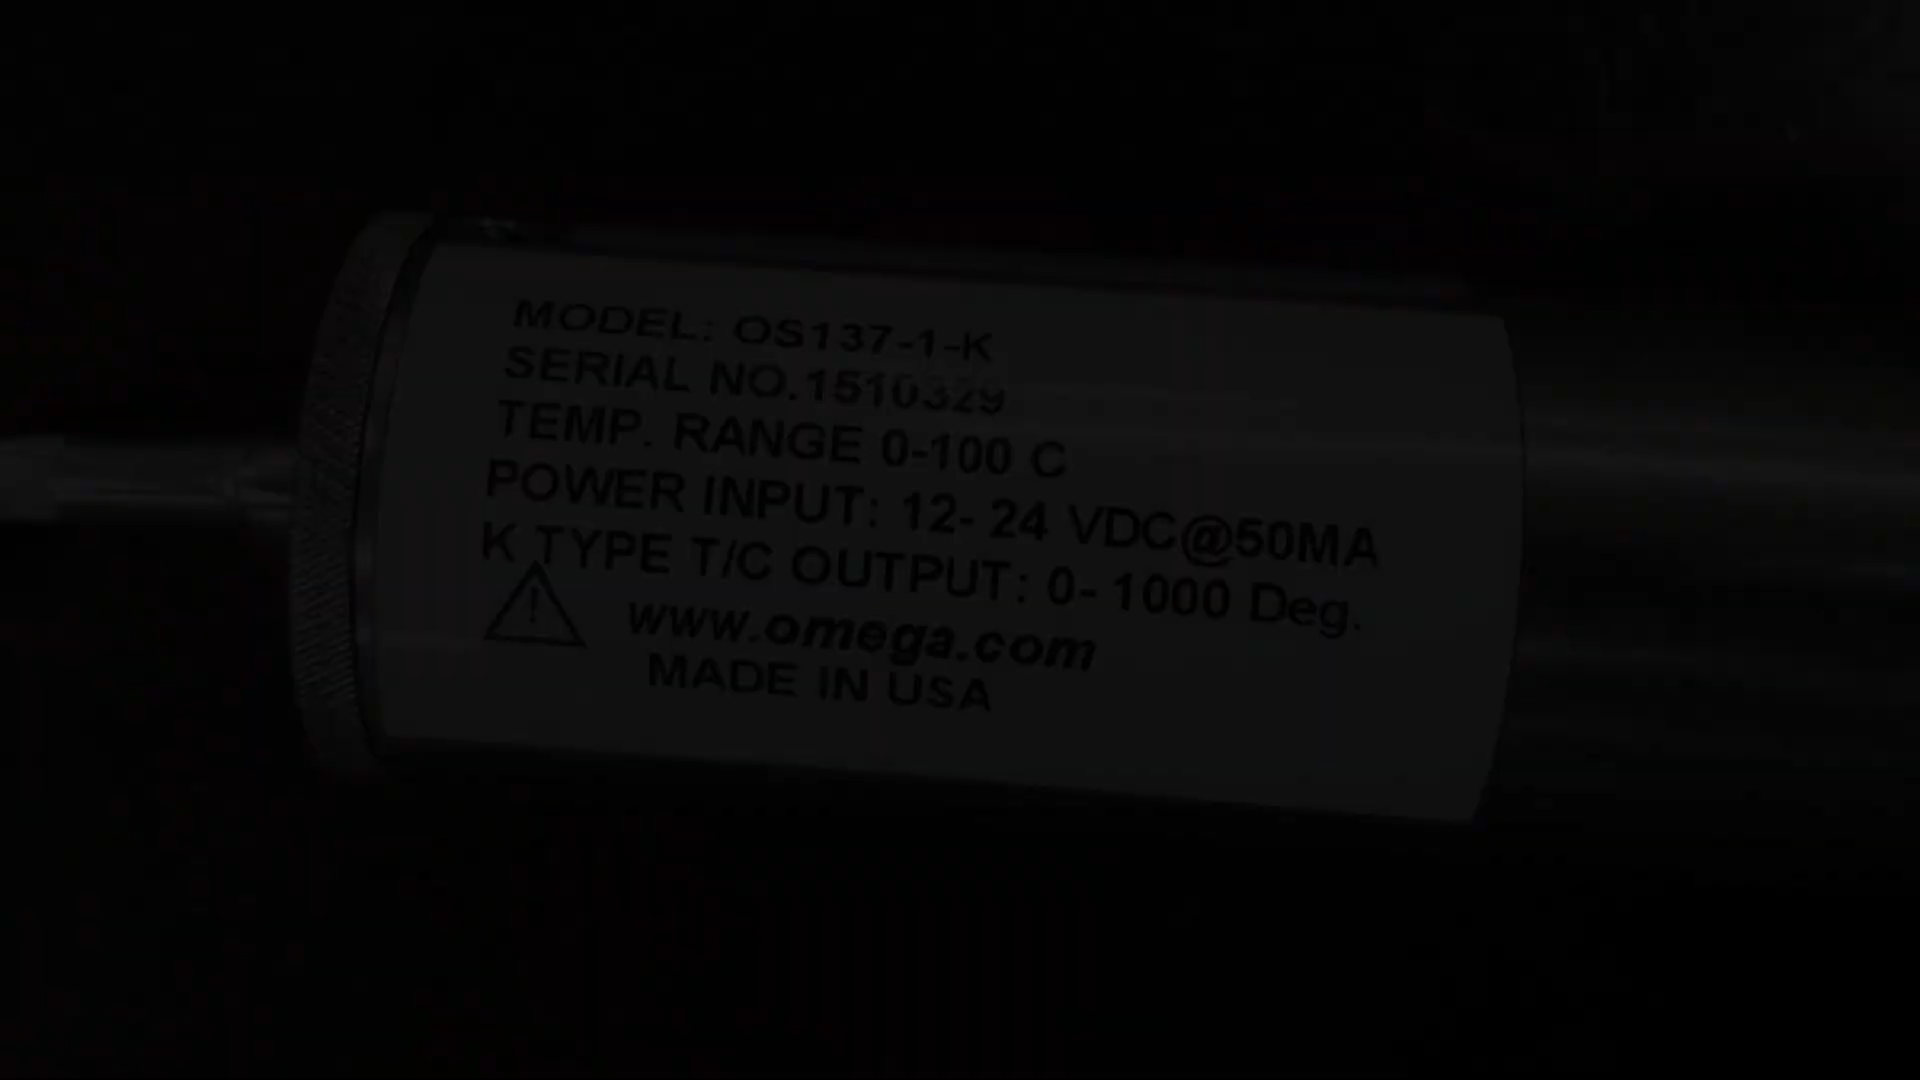 MODEL: OS137-1-K
SERIAL NO.1510329
TEMP. RANGE 0-100 C
POWER INPUT: 12- 24 VDC@50MA
K TYPE T/C OUTPUT: 0- 1000 Deg.
www.omega.com
MADE IN USA